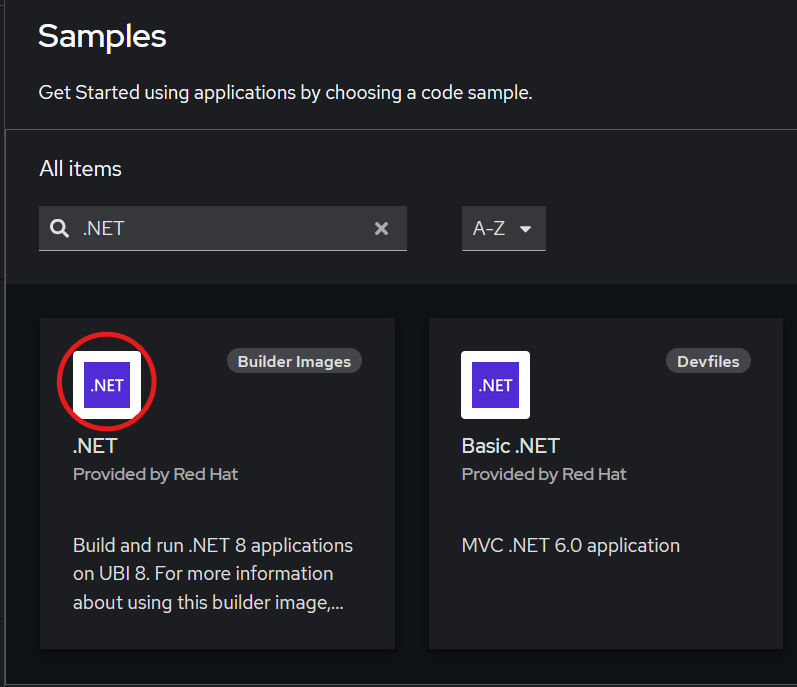 Samples
Get Started using applications by choosing a code sample.
All items
.NET
A-Z
.NET
Builder Images
.NET
Provided by Red Hat
Build and run .NET 8 applications
on UBI 8. For more information
about using this builder image,...
.NET
Devfiles
Basic .NET
Provided by Red Hat
MVC .NET 6.0 application